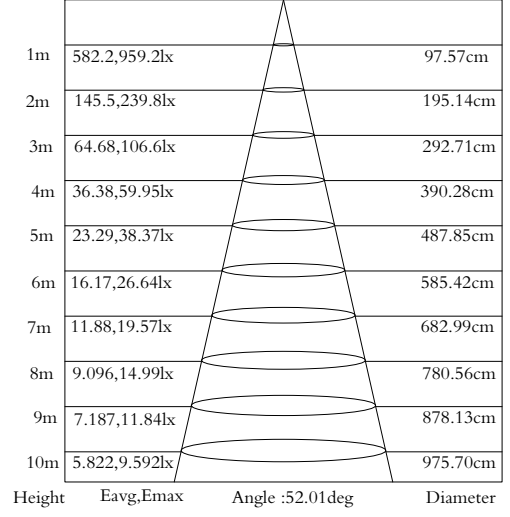 1m 582.2,959.2lx 97.57cm
2m 145.5,239.8lx 195.14cm
3m 64.68,106.6lx 292.71cm
4m 36.38,59.95lx 390.28cm
5m 23.29,38.37lx 487.85cm
6m 16.17,26.64lx 585.42cm
7m 11.88,19.57lx 682.99cm
8m 9.096,14.99lx 780.56cm
9m 7.187,11.84lx 878.13cm
10m 5.822,9.592lx 975.70cm
Height Eavg,Emax Angle :52.01deg Diameter